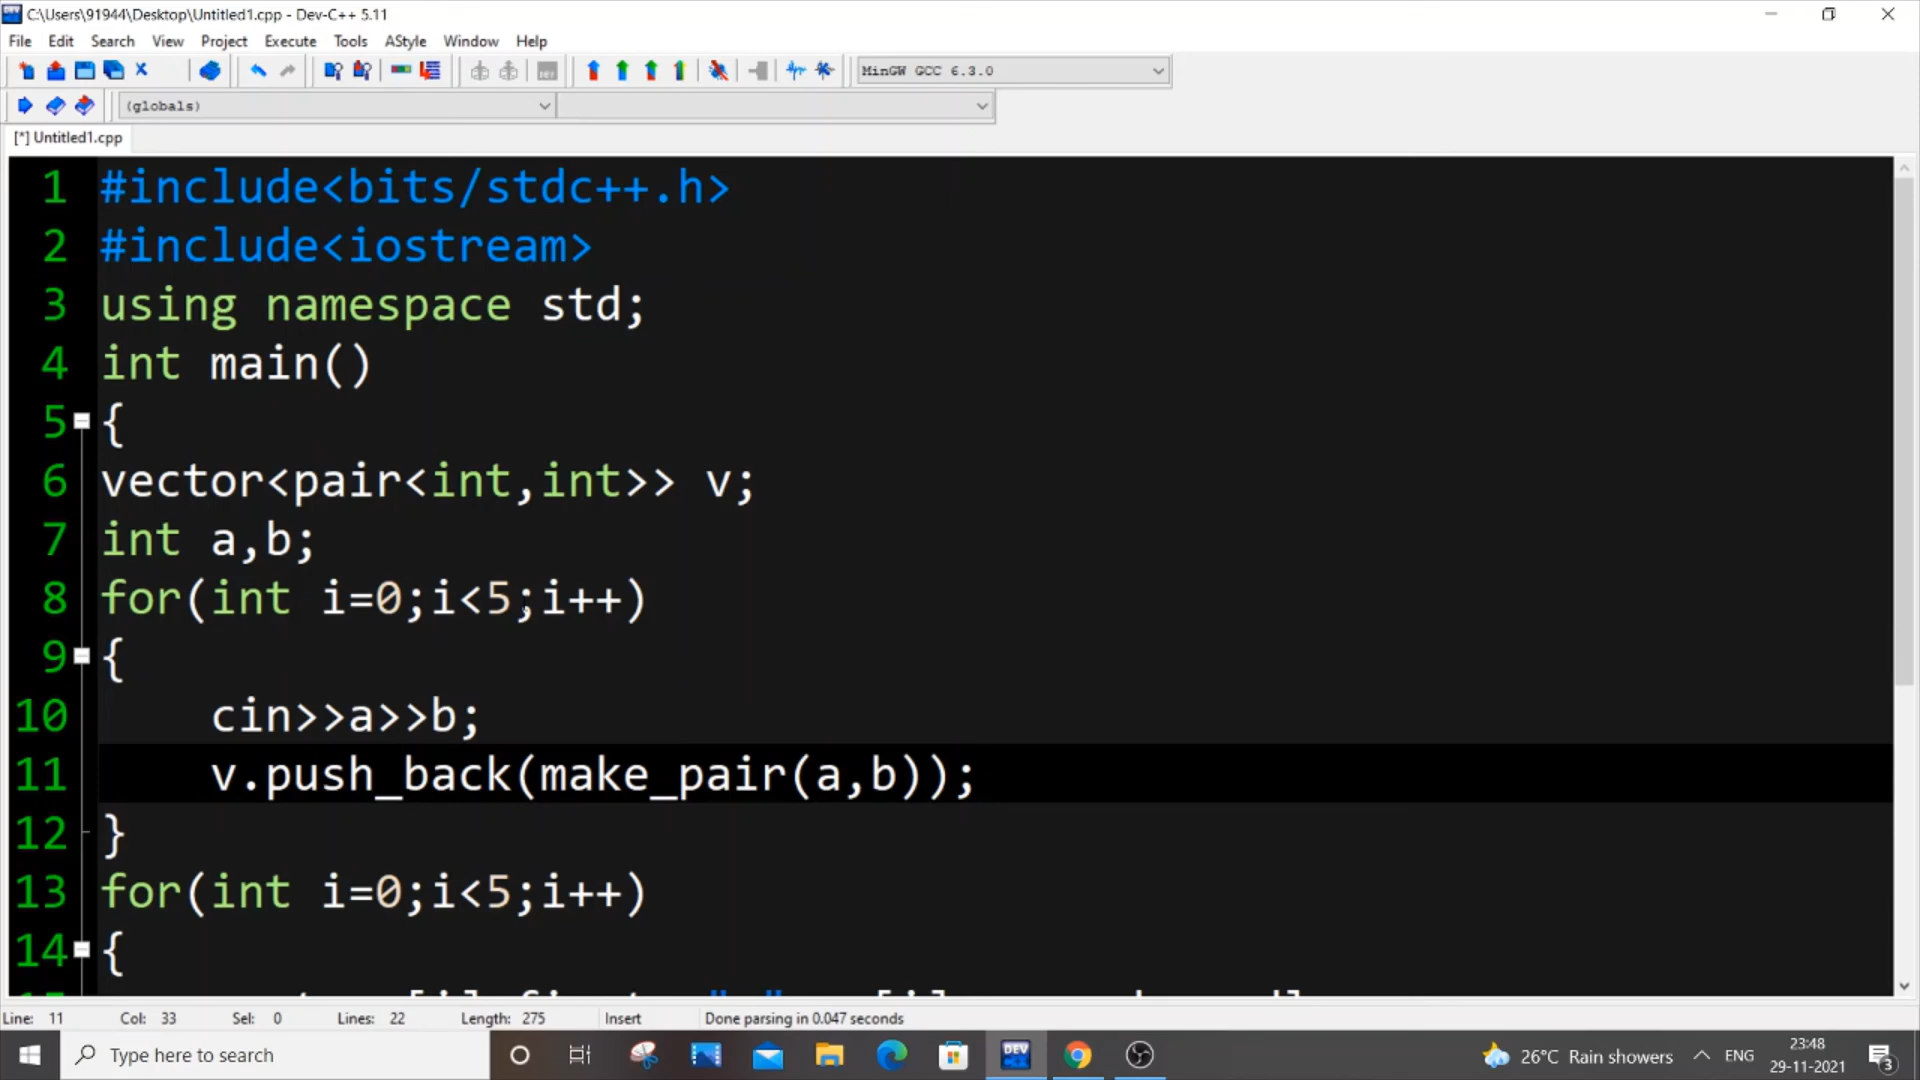 C:\Users\91944\Desktop\Untitled1.cpp - Dev-C++ 5.11
File Edit Search View Project Execute Tools AStyle Window Help
MinGW GCC 6.3.0
(globals)
[*] Untitled1.cpp
1 #include<bits/stdc++.h>
2 #include<iostream>
3 using namespace std;
4 int main()
5 {
6 vector<pair<int,int>> v;
7 int a,b;
8 for(int i=0;i<5;i++)
9 {
10 cin>>a>>b;
11 v.push_back(make_pair(a,b));
12 }
13 for(int i=0;i<5;i++)
14 {
Line: 11 Col: 33 Sel: 0 Lines: 22 Length: 275 Insert Done parsing in 0.047 seconds
Type here to search
DEV
26°C Rain showers
ENG
23:48
29-11-2021
3